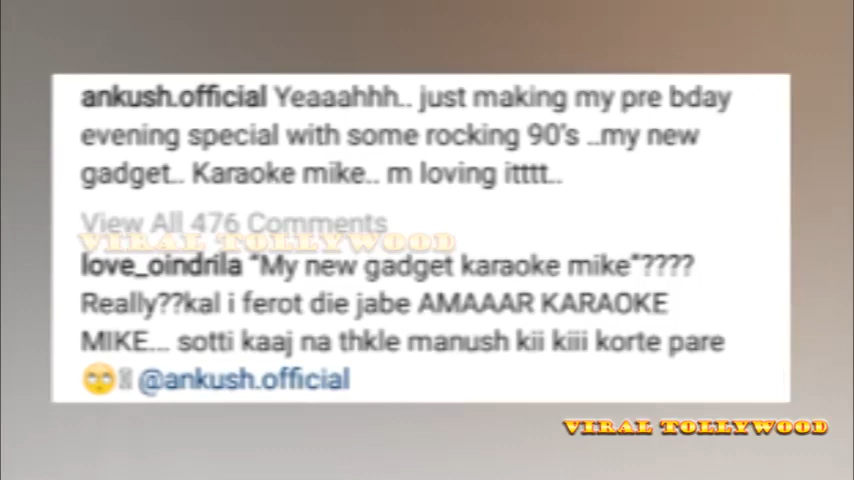 ankush.official Yeaaahhh.. just making my pre bday
evening special with some rocking 90's ..my new
gadget.. Karaoke mike.. m loving itttt..
View All 476 Comments
VIRAL TOLLYWOOD
love_oindrila "My new gadget karaoke mike"????
Really??kal i ferot die jabe AMAAAR KARAOKE
MIKE... sotti kaaj na thkle manush kii kiii korte pare
🙄 @ankush.official
VIRAL TOLLYWOOD